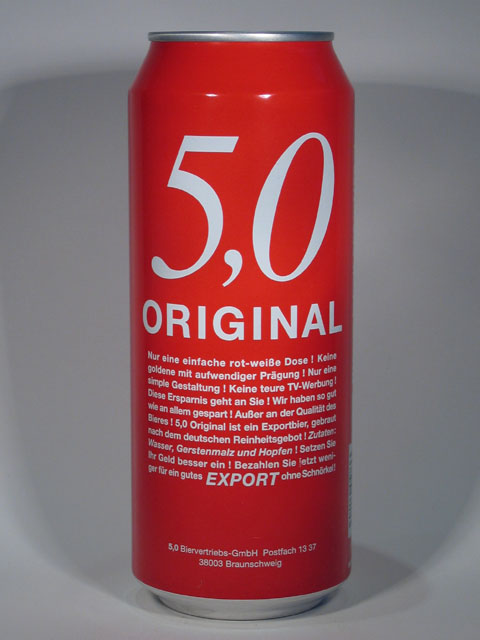 5,0
ORIGINAL
Nur eine einfache rot-weiße Dose ! Keine
goldene mit aufwendiger Prägung ! Nur eine
simple Gestaltung ! Keine teure TV-Werbung !
Diese Ersparnis geht an Sie ! Wir haben so gut
wie an allem gespart ! Außer an der Qualität des
Bieres ! 5,0 Original ist ein Exportbier, gebraut
nach dem deutschen Reinheitsgebot ! Zutaten:
Wasser, Gerstenmalz und Hopfen ! Setzen Sie
Ihr Geld besser ein ! Bezahlen Sie jetzt weni-
ger für ein gutes EXPORT ohne Schnörkel !
5,0 Biervertriebs-GmbH Postfach 13 37
38003 Braunschweig